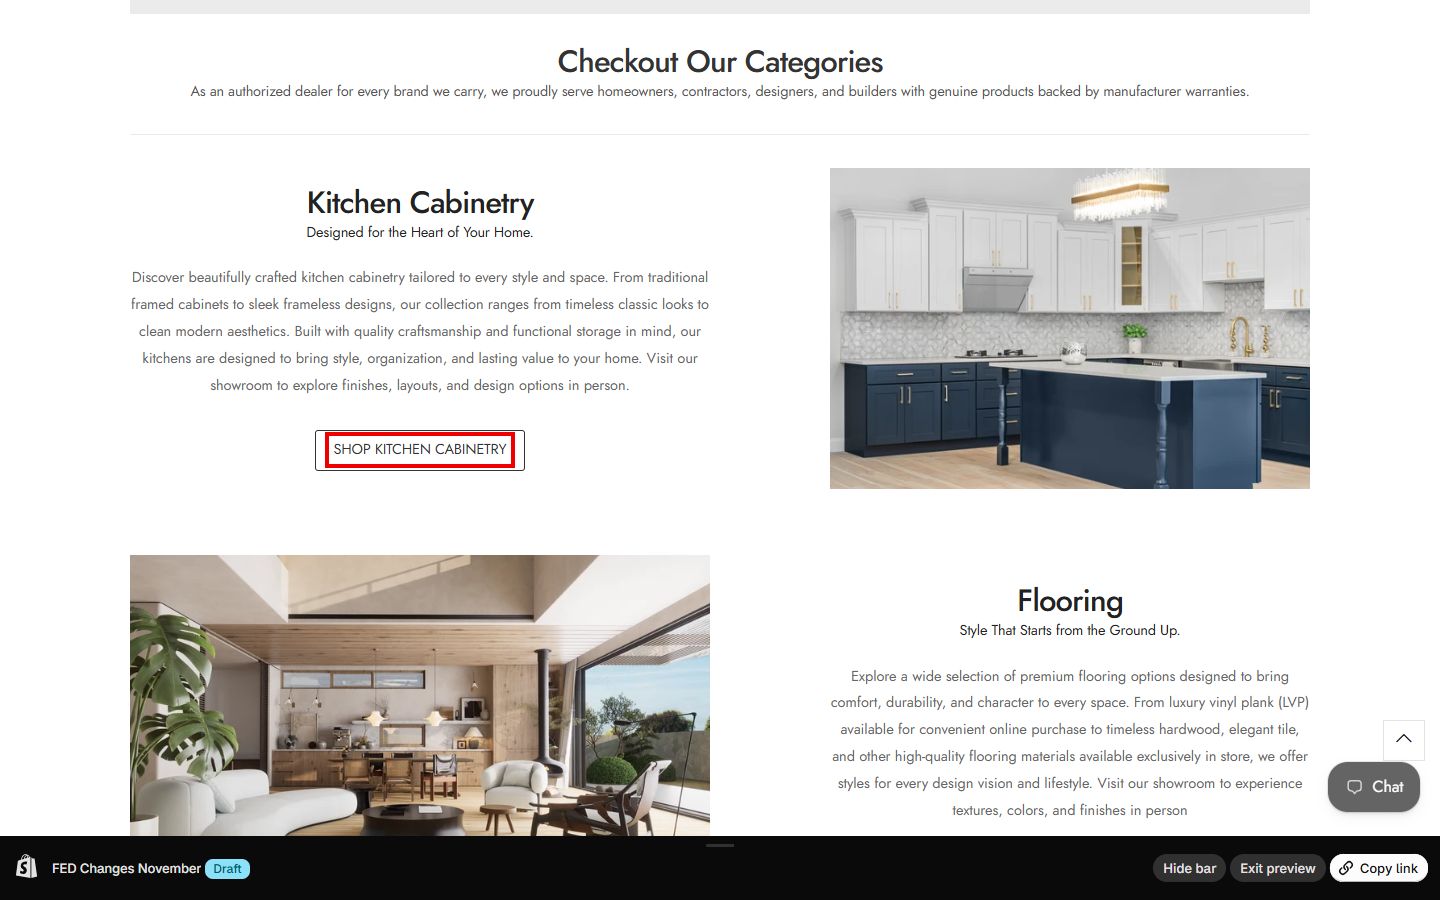 Checkout Our Categories
As an authorized dealer for every brand we carry, we proudly serve homeowners, contractors, designers, and builders with genuine products backed by manufacturer warranties.
Kitchen Cabinetry
Designed for the Heart of Your Home.
Discover beautifully crafted kitchen cabinetry tailored to every style and space. From traditional
framed cabinets to sleek frameless designs, our collection ranges from timeless classic looks to
clean modern aesthetics. Built with quality craftsmanship and functional storage in mind, our
kitchens are designed to bring style, organization, and lasting value to your home. Visit our
showroom to explore finishes, layouts, and design options in person.
SHOP KITCHEN CABINETRY
Flooring
Style That Starts from the Ground Up.
Explore a wide selection of premium flooring options designed to bring
comfort, durability, and character to every space. From luxury vinyl plank (LVP)
available for convenient online purchase to timeless hardwood, elegant tile,
and other high-quality flooring materials available exclusively in store, we offer
styles for every design vision and lifestyle. Visit our showroom to experience
textures, colors, and finishes in person
Chat
FED Changes November Draft
Hide bar Exit preview Copy link